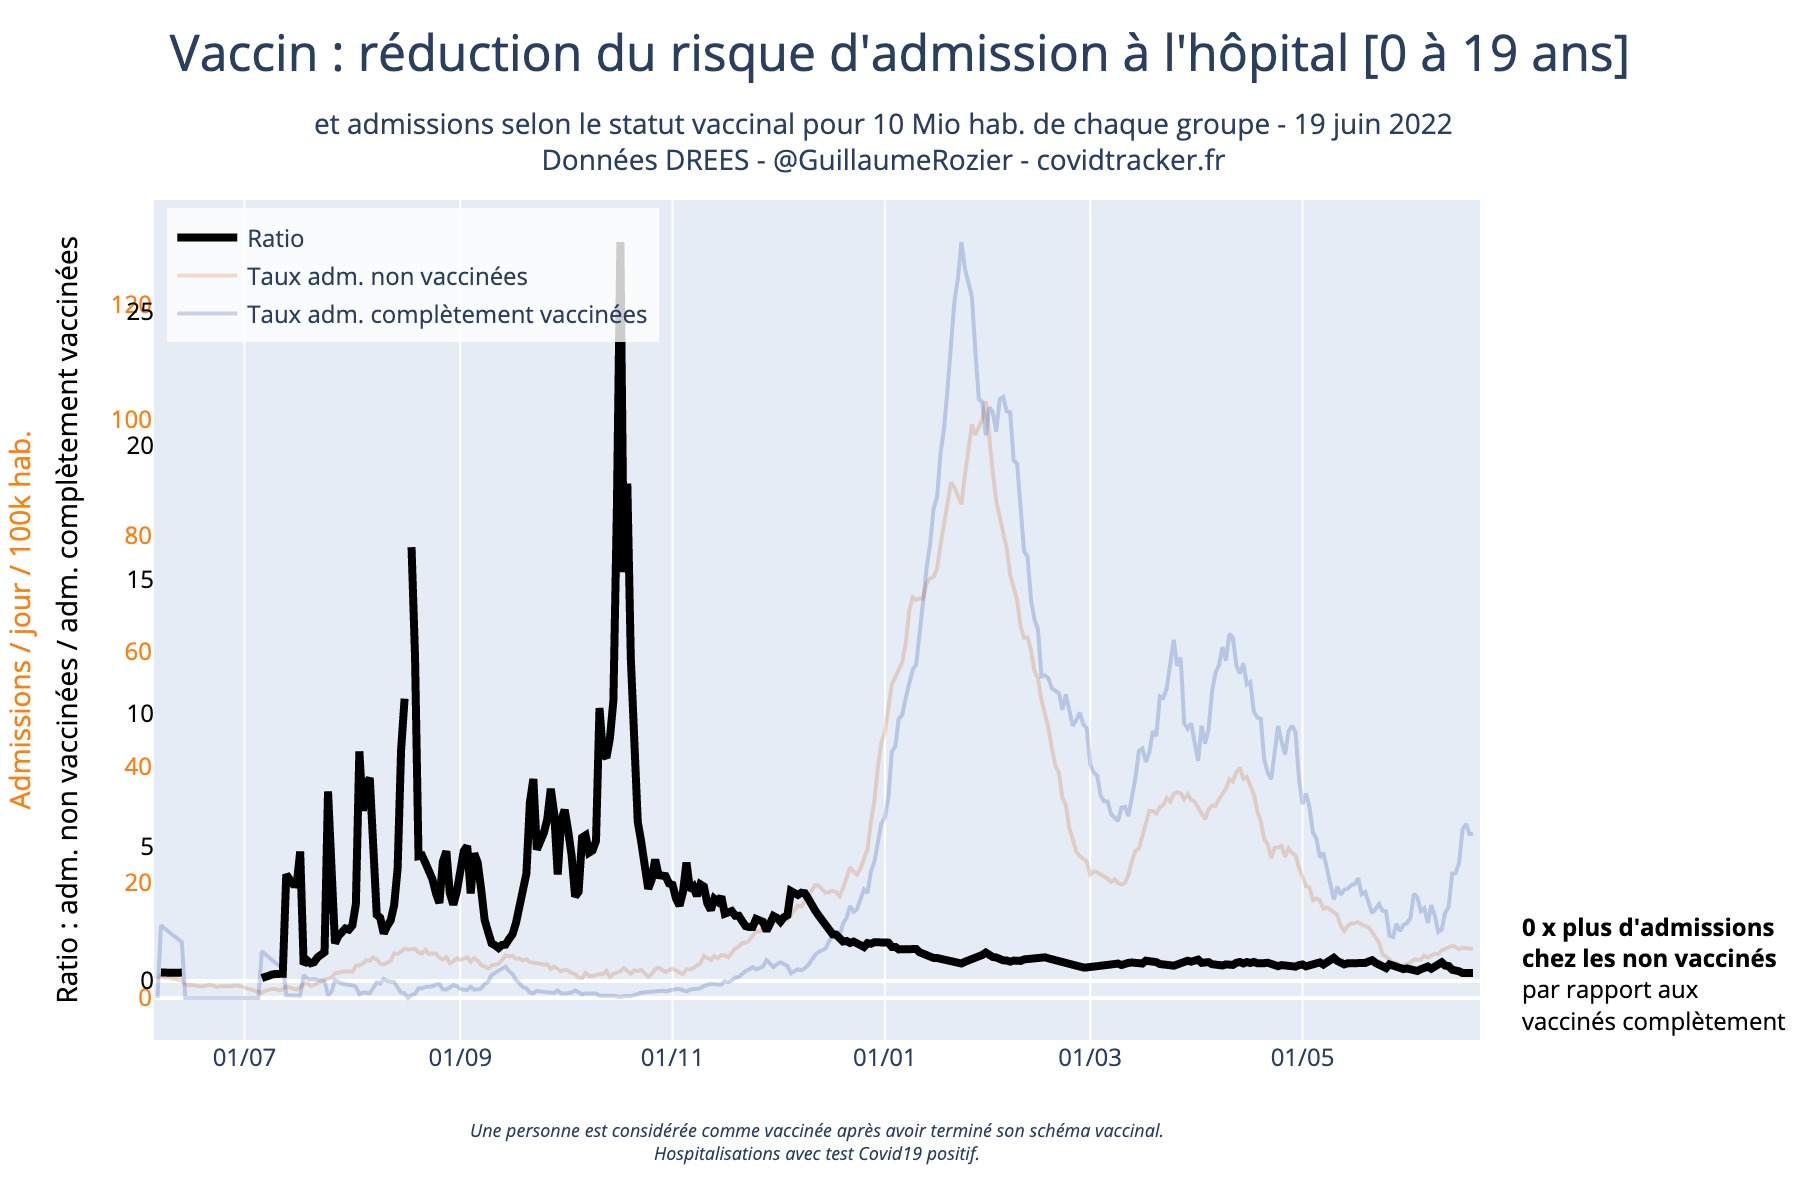 Vaccin : réduction du risque d'admission à l'hôpital [0 à 19 ans]
et admissions selon le statut vaccinal pour 10 Mio hab. de chaque groupe - 19 juin 2022
Données DREES - @GuillaumeRozier - covidtracker.fr
Admissions / jour / 100k hab.
Ratio : adm. non vaccinées / adm. complètement vaccinées
Ratio
Taux adm. non vaccinées
Taux adm. complètement vaccinées
120
25
100
20
80
15
60
10
40
5
20
0
0
01/07
01/09
01/11
01/01
01/03
01/05
0 x plus d'admissions
chez les non vaccinés
par rapport aux
vaccinés complètement
Une personne est considérée comme vaccinée après avoir terminé son schéma vaccinal.
Hospitalisations avec test Covid19 positif.